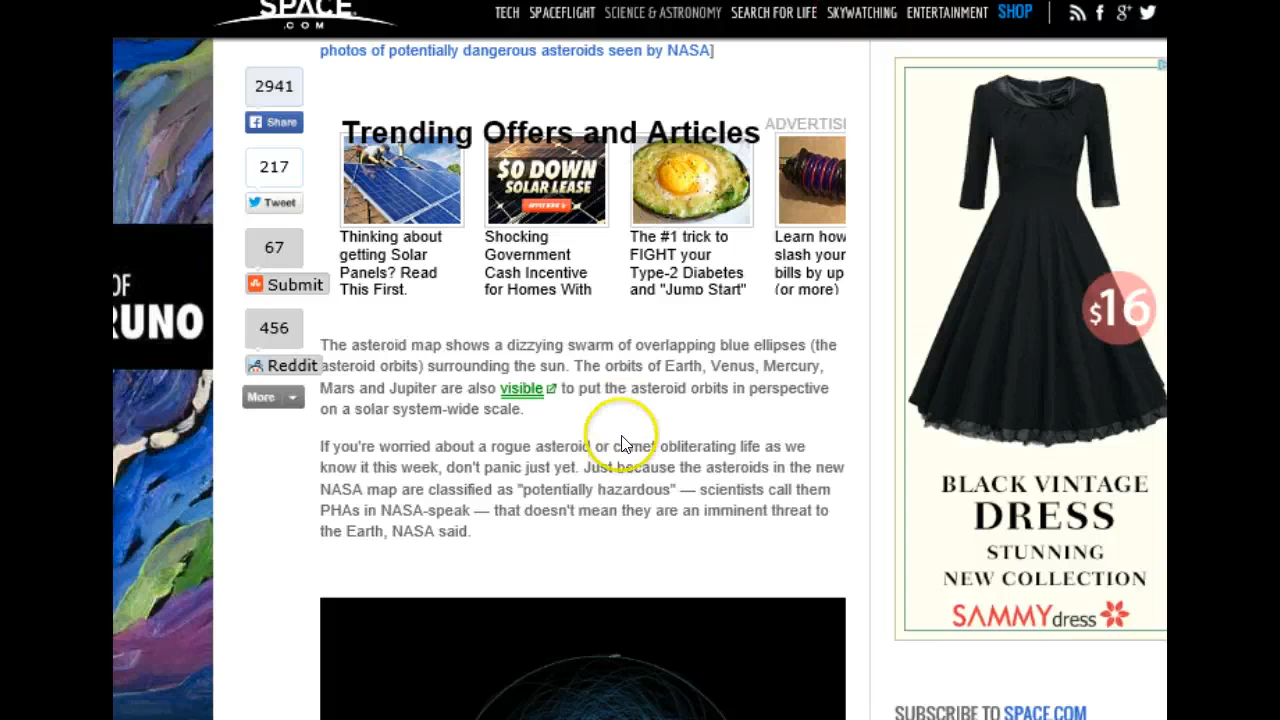 SPACE
.COM
TECH SPACEFLIGHT SCIENCE & ASTRONOMY SEARCH FOR LIFE SKYWATCHING ENTERTAINMENT SHOP
photos of potentially dangerous asteroids seen by NASA]
2941
Share
217
Tweet
67
Submit
456
Reddit
More
OF
RUNO
Trending Offers and Articles
ADVERTIS
$0 DOWN
SOLAR LEASE
Thinking about
getting Solar
Panels? Read
This First.
Shocking
Government
Cash Incentive
for Homes With
The #1 trick to
FIGHT your
Type-2 Diabetes
and "Jump Start"
Learn how
slash your
bills by up
(or more)
The asteroid map shows a dizzying swarm of overlapping blue ellipses (the
asteroid orbits) surrounding the sun. The orbits of Earth, Venus, Mercury,
Mars and Jupiter are also visible to put the asteroid orbits in perspective
on a solar system-wide scale.
If you're worried about a rogue asteroid or comet obliterating life as we
know it this week, don't panic just yet. Just because the asteroids in the new
NASA map are classified as "potentially hazardous" — scientists call them
PHAs in NASA-speak — that doesn't mean they are an imminent threat to
the Earth, NASA said.
$16
BLACK VINTAGE
DRESS
STUNNING
NEW COLLECTION
SAMMYdress
SUBSCRIBE TO SPACE.COM